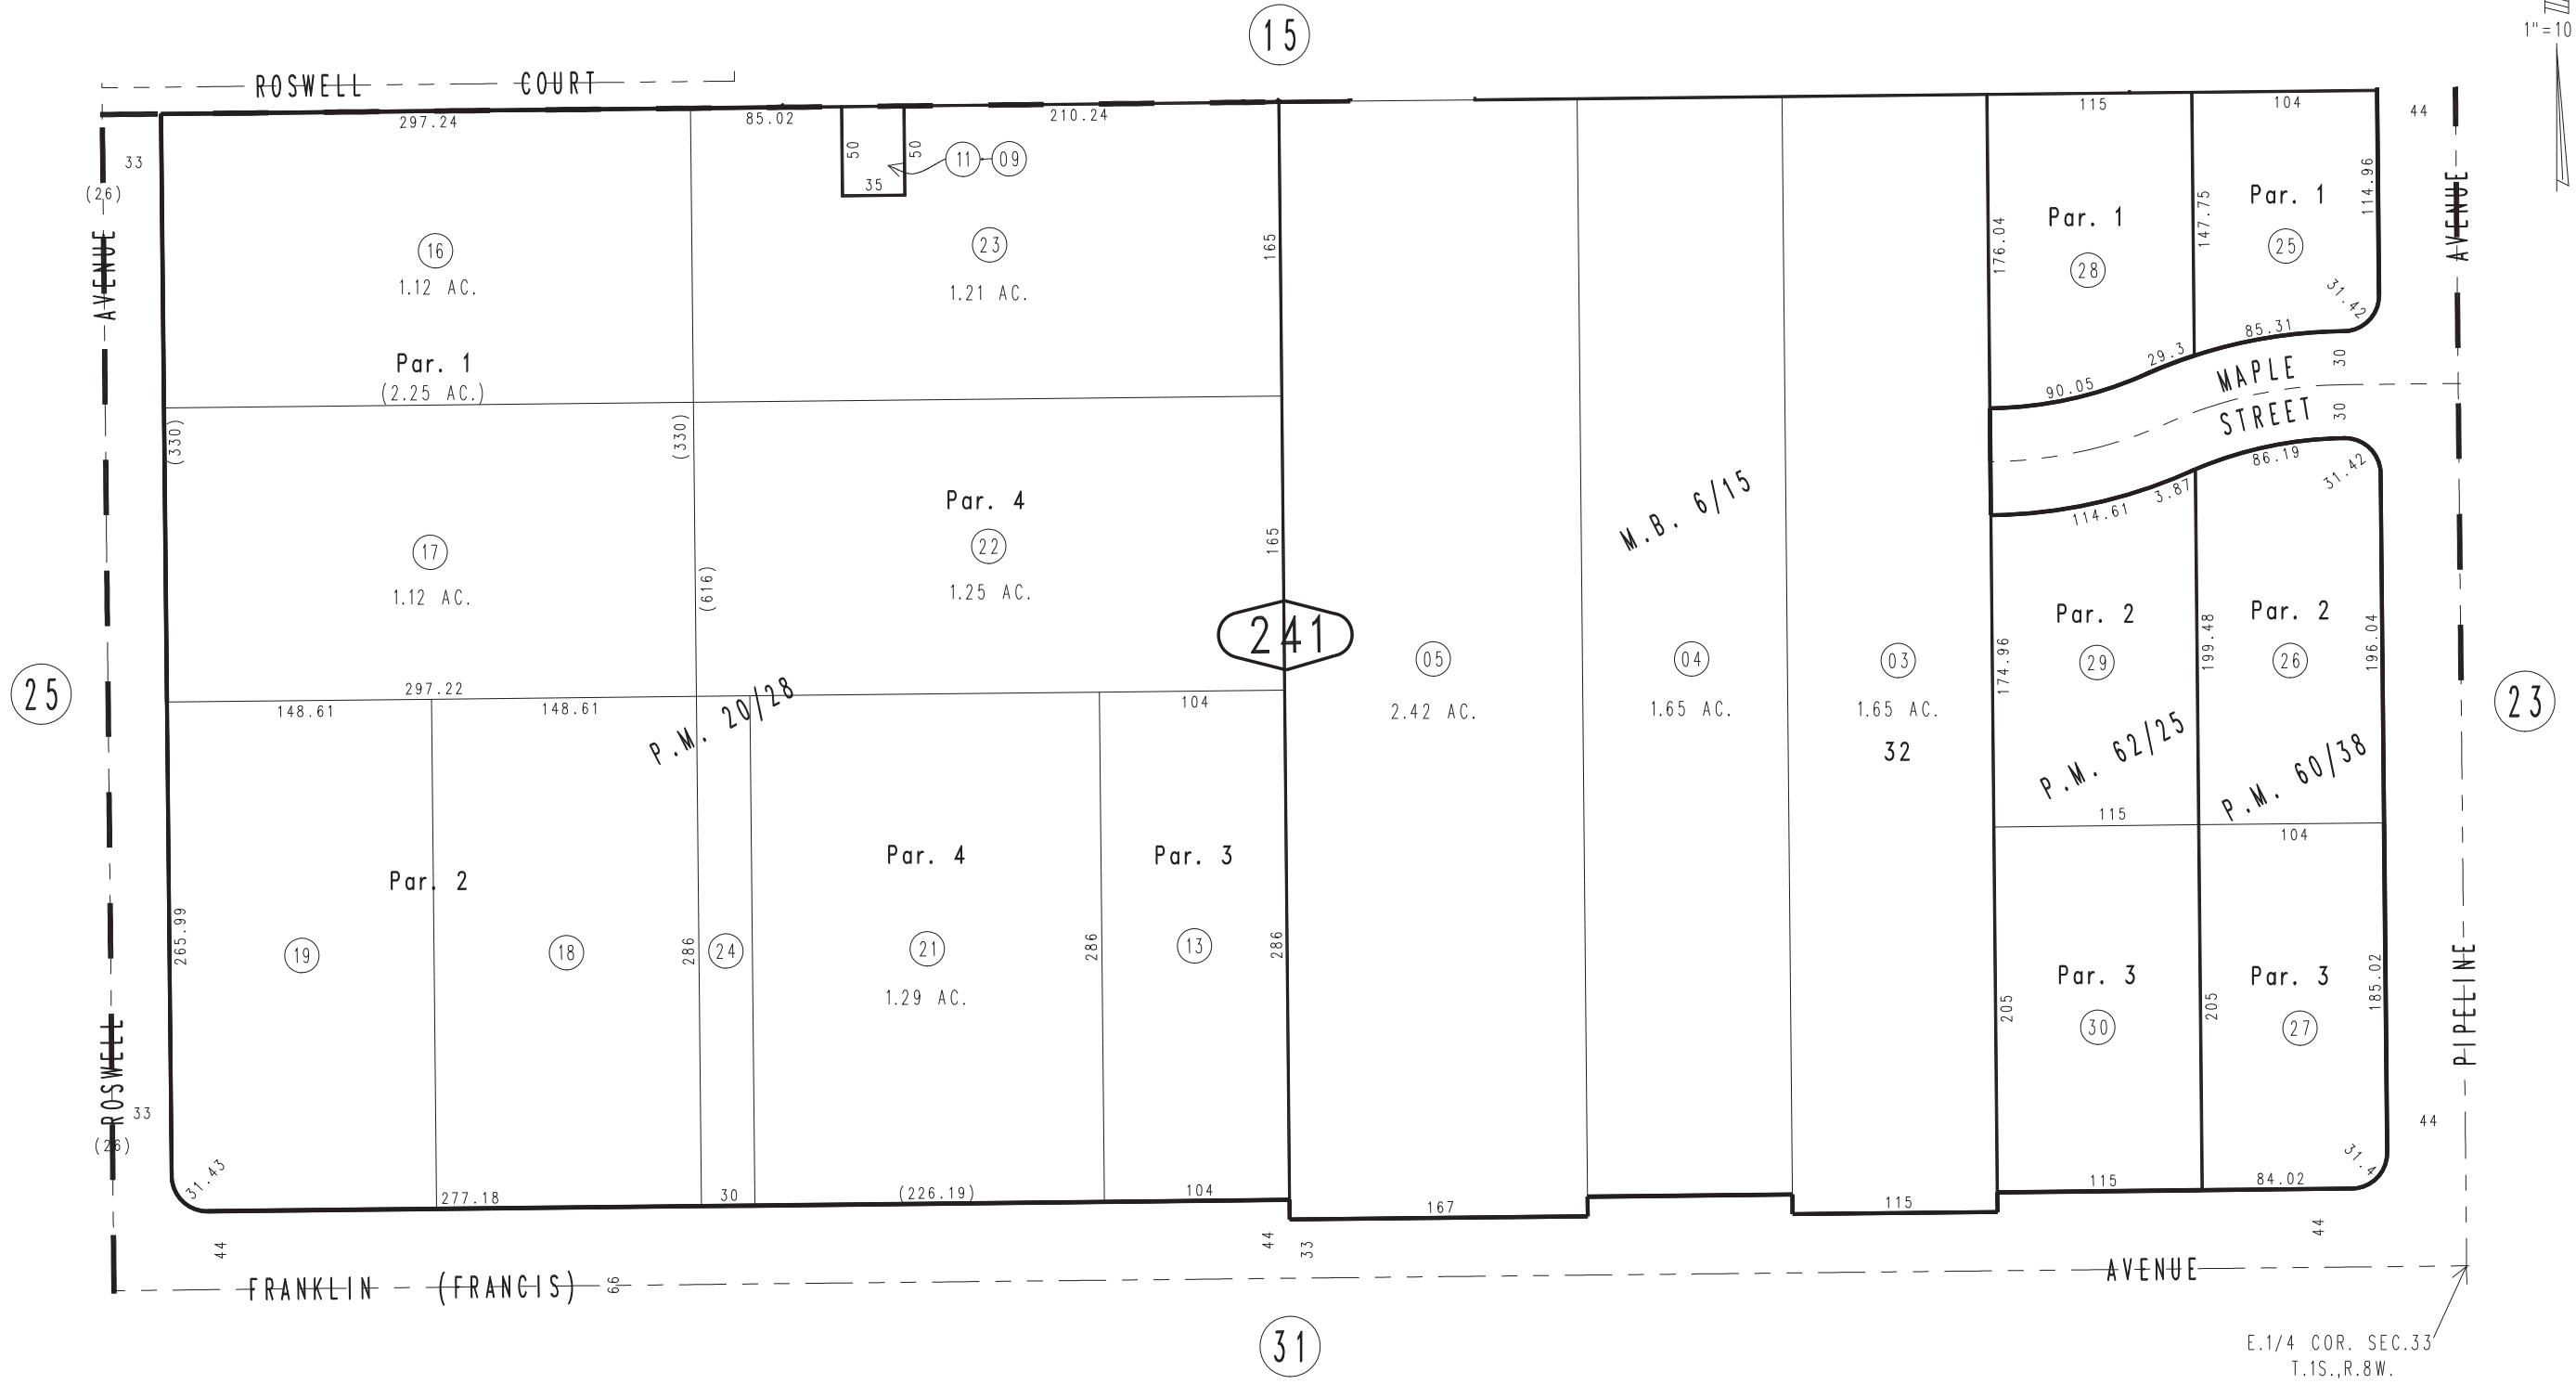 15
1"=10
ROSWELL COURT
297.24
85.02
210.24
115
104
44
33
(26)
AVENUE
50
50
35
11
09
16
1.12 AC.
23
1.21 AC.
165
176.04
Par. 1
28
147.75
Par. 1
25
114.96
AVENUE
31.42
85.31
29.3
90.05
MAPLE
STREET
30
30
Par. 1
(2.25 AC.)
(330)
(330)
86.19
31.42
3.87
114.61
M.B. 6/15
Par. 4
22
1.25 AC.
165
17
1.12 AC.
(616)
241
25
297.22
148.61
148.61
104
P.M. 20/28
05
2.42 AC.
04
1.65 AC.
03
1.65 AC.
32
174.96
Par. 2
29
199.48
Par. 2
26
196.04
23
P.M. 62/25
P.M. 60/38
115
104
Par. 2
Par. 4
Par. 3
265.99
19
18
286
24
21
1.29 AC.
286
13
286
205
Par. 3
30
205
Par. 3
27
185.02
PIPELINE
ROSWELL
33
(26)
44
31.43
277.18
30
(226.19)
104
167
115
115
84.02
31.4
44
44
33
44
FRANKLIN (FRANCIS)
66
AVENUE
31
E.1/4 COR. SEC.33
T.1S.,R.8W.